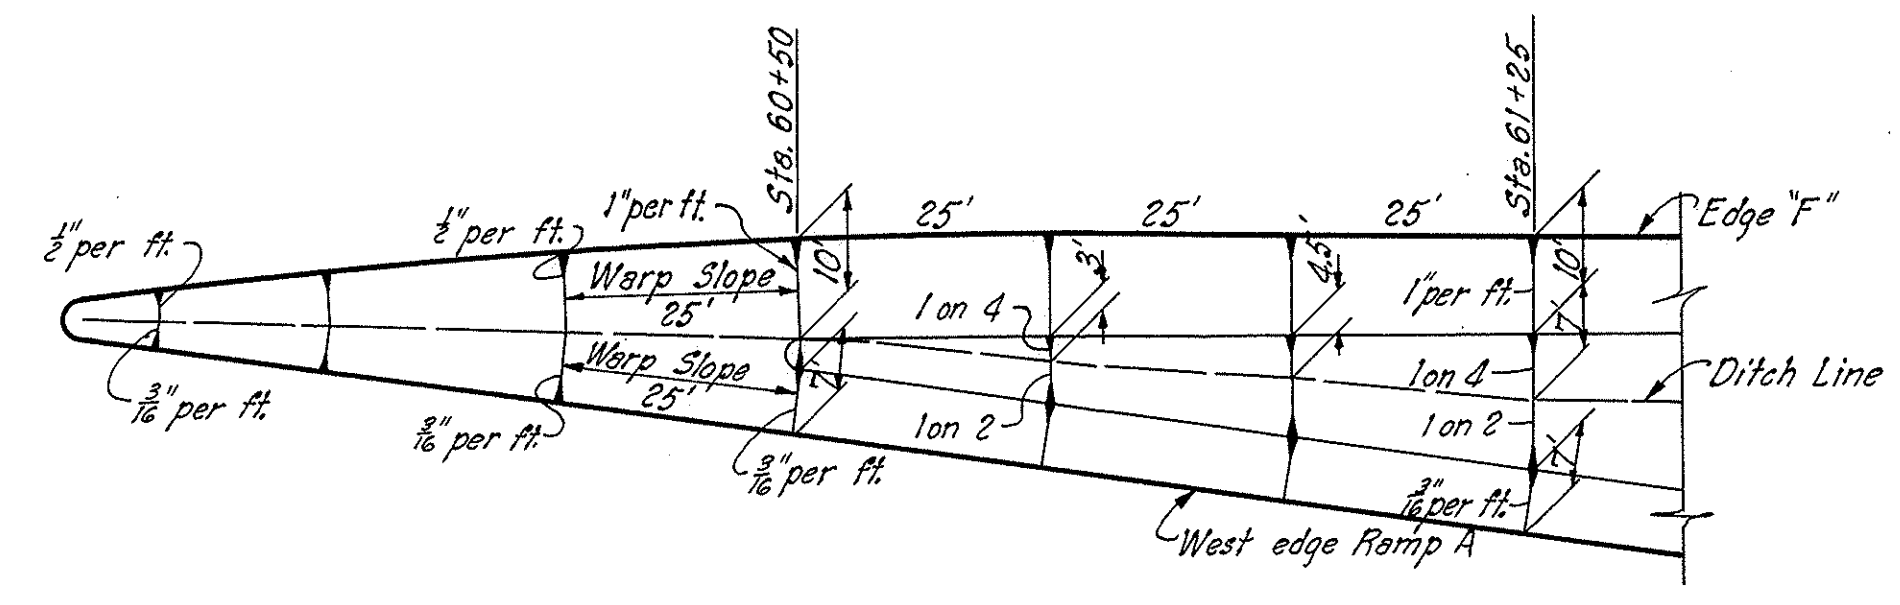 Sta. 60+50
Sta. 61+25
1/2" per ft.
1/2" per ft.
1" per ft.
10'
25'
25'
25'
3'
4.5'
10'
Edge "F"
Warp Slope
25'
1 on 4
1" per ft.
7'
Warp Slope
25'
7'
1 on 4
Ditch Line
3/16" per ft.
3/16" per ft.
3/16" per ft.
1 on 2
1 on 2
7'
3/16" per ft.
West edge Ramp A